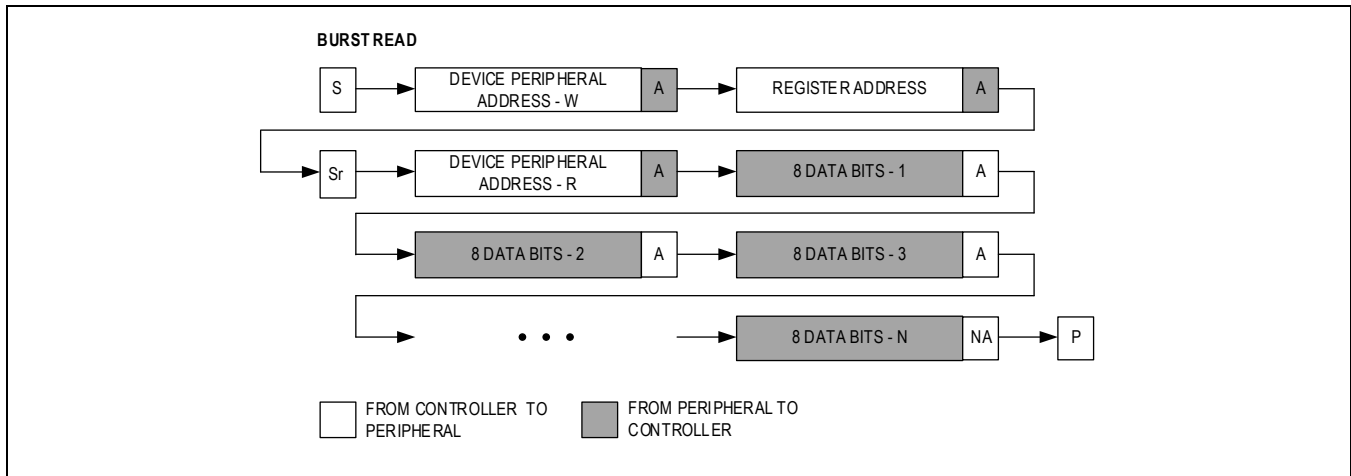 BURST READ
S
DEVICE PERIPHERAL
ADDRESS - W
A
REGISTER ADDRESS
A
Sr
DEVICE PERIPHERAL
ADDRESS - R
A
8 DATA BITS - 1
A
8 DATA BITS - 2
A
8 DATA BITS - 3
A
• • •
8 DATA BITS - N
NA
P
FROM CONTROLLER TO
PERIPHERAL
FROM PERIPHERAL TO
CONTROLLER